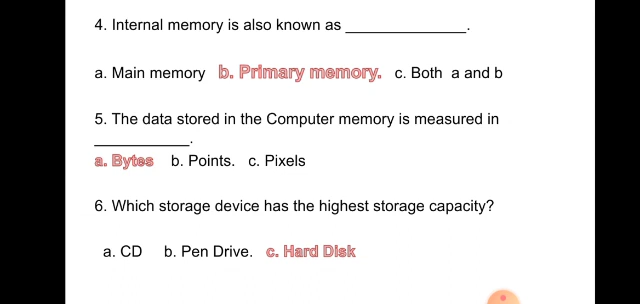 4. Internal memory is also known as ______________.
a. Main memory b. Primary memory. c. Both a and b
5. The data stored in the Computer memory is measured in
___________.
a. Bytes b. Points. c. Pixels
6. Which storage device has the highest storage capacity?
a. CD b. Pen Drive. c. Hard Disk